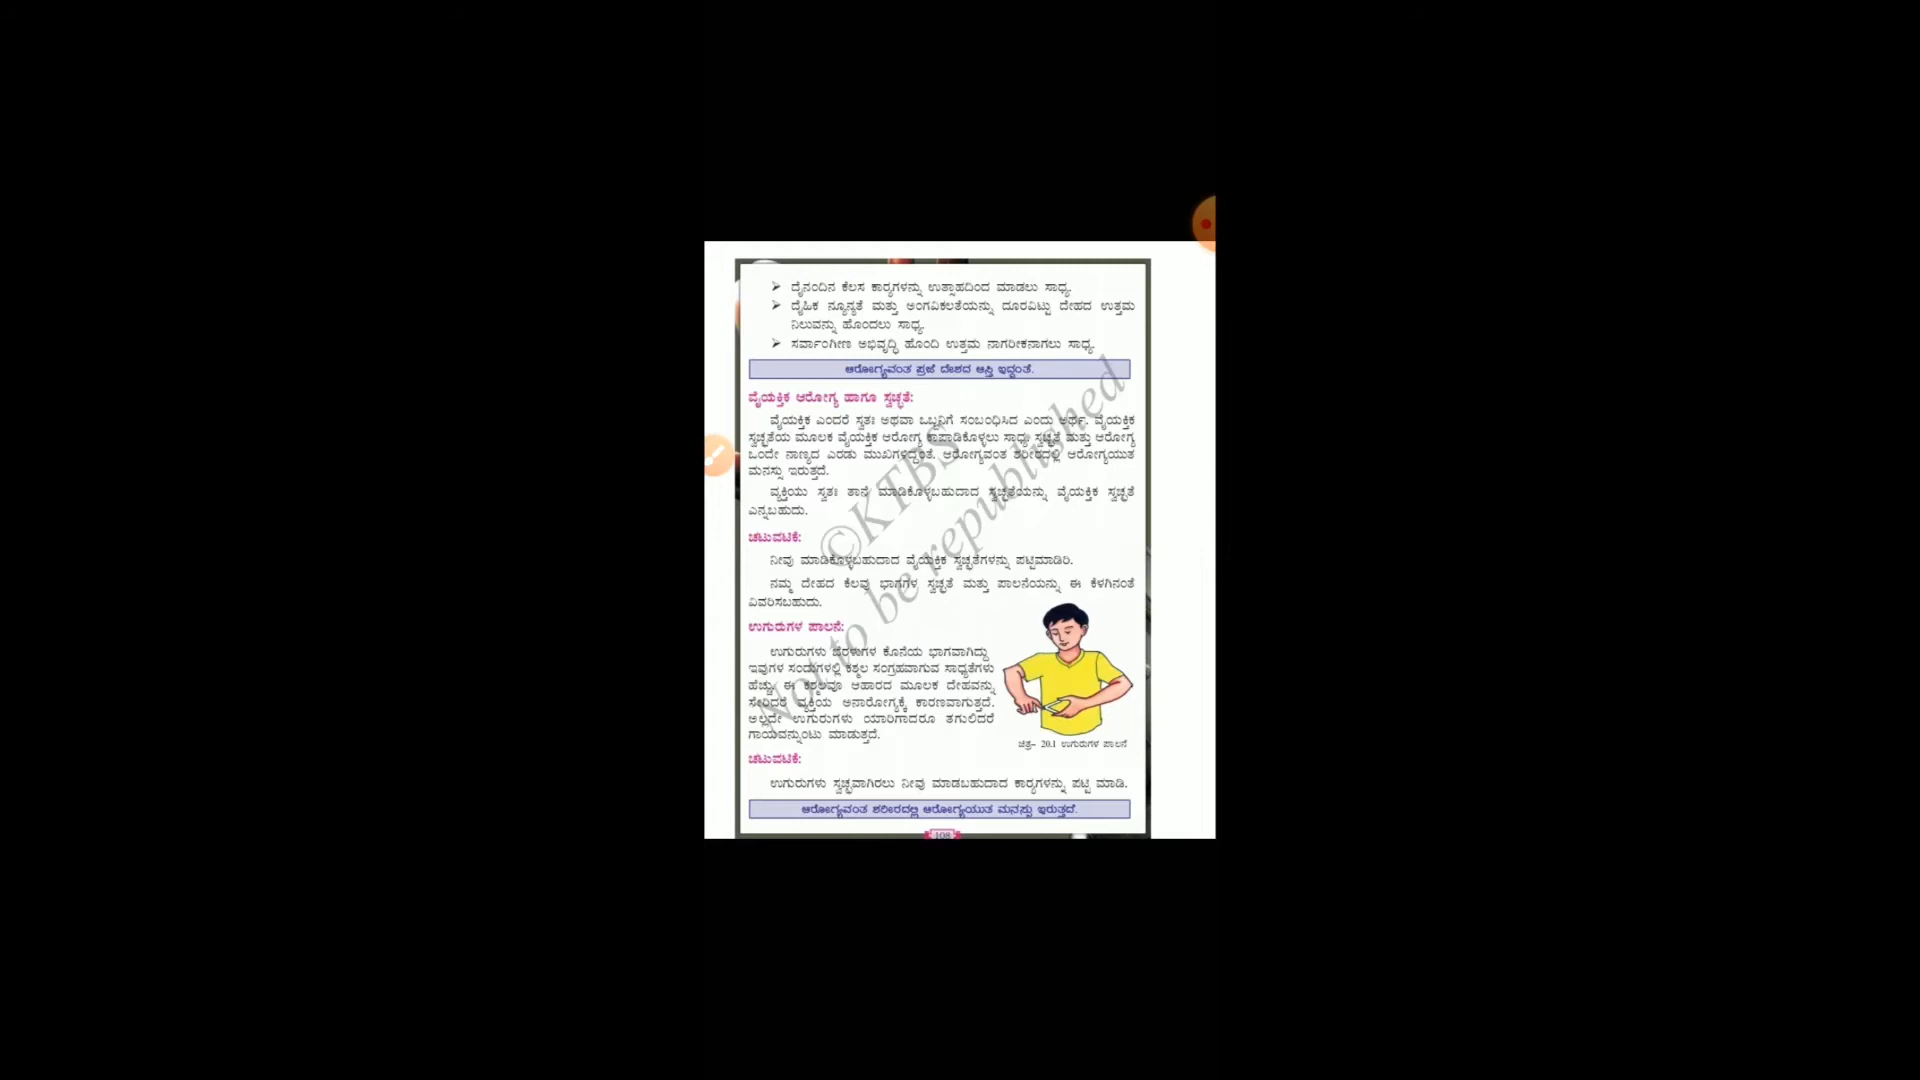 ➢ ದೈನಂದಿನ ಕೆಲಸ ಕಾರ್‍ಯಗಳನ್ನು ಉತ್ಸಾಹದಿಂದ ಮಾಡಲು ಸಾಧ್ಯ.
➢ ದೈಹಿಕ ನ್ಯೂನ್ಯತೆ ಮತ್ತು ಅಂಗವಿಕಲತೆಯನ್ನು ದೂರವಿಟ್ಟು ದೇಹದ ಉತ್ತಮ
ನಿಲುವನ್ನು ಹೊಂದಲು ಸಾಧ್ಯ.
➢ ಸರ್ವಾಂಗೀಣ ಅಭಿವೃದ್ಧಿ ಹೊಂದಿ ಉತ್ತಮ ನಾಗರೀಕನಾಗಲು ಸಾಧ್ಯ.
ಆರೋಗ್ಯವಂತ ಪ್ರಜೆ ದೇಶದ ಆಸ್ತಿ ಇದ್ದಂತೆ.
ವೈಯಕ್ತಿಕ ಆರೋಗ್ಯ ಹಾಗೂ ಸ್ವಚ್ಛತೆ:
ವೈಯಕ್ತಿಕ ಎಂದರೆ ಸ್ವತಃ ಅಥವಾ ಒಬ್ಬನಿಗೆ ಸಂಬಂಧಿಸಿದ ಎಂದು ಅರ್ಥ. ವೈಯಕ್ತಿಕ
ಸ್ವಚ್ಛತೆಯ ಮೂಲಕ ವೈಯಕ್ತಿಕ ಆರೋಗ್ಯ ಕಾಪಾಡಿಕೊಳ್ಳಲು ಸಾಧ್ಯ. ಸ್ವಚ್ಛತೆ ಮತ್ತು ಆರೋಗ್ಯ
ಒಂದೇ ನಾಣ್ಯದ ಎರಡು ಮುಖಗಳಿದ್ದಂತೆ. ಆರೋಗ್ಯವಂತ ಶರೀರದಲ್ಲಿ ಆರೋಗ್ಯಯುತ
ಮನಸ್ಸು ಇರುತ್ತದೆ.
ವ್ಯಕ್ತಿಯು ಸ್ವತಃ ತಾನೆ ಮಾಡಿಕೊಳ್ಳಬಹುದಾದ ಸ್ವಚ್ಛತೆಯನ್ನು ವೈಯಕ್ತಿಕ ಸ್ವಚ್ಛತೆ
ಎನ್ನಬಹುದು.
ಚಟುವಟಿಕೆ:
ನೀವು ಮಾಡಿಕೊಳ್ಳಬಹುದಾದ ವೈಯಕ್ತಿಕ ಸ್ವಚ್ಛತೆಗಳನ್ನು ಪಟ್ಟಿಮಾಡಿರಿ.
ನಮ್ಮ ದೇಹದ ಕೆಲವು ಭಾಗಗಳ ಸ್ವಚ್ಛತೆ ಮತ್ತು ಪಾಲನೆಯನ್ನು ಈ ಕೆಳಗಿನಂತೆ
ವಿವರಿಸಬಹುದು.
ಉಗುರುಗಳ ಪಾಲನೆ:
ಉಗುರುಗಳು ಬೆರಳುಗಳ ಕೊನೆಯ ಭಾಗವಾಗಿದ್ದು
ಇವುಗಳ ಸಂದುಗಳಲ್ಲಿ ಕಶ್ಮಲ ಸಂಗ್ರಹವಾಗುವ ಸಾಧ್ಯತೆಗಳು
ಹೆಚ್ಚು. ಈ ಕಶ್ಮಲವೂ ಆಹಾರದ ಮೂಲಕ ದೇಹವನ್ನು
ಸೇರಿದರೆ ವ್ಯಕ್ತಿಯ ಅನಾರೋಗ್ಯಕ್ಕೆ ಕಾರಣವಾಗುತ್ತದೆ.
ಅಲ್ಲದೇ ಉಗುರುಗಳು ಯಾರಿಗಾದರೂ ತಗುಲಿದರೆ
ಗಾಯವನ್ನುಂಟು ಮಾಡುತ್ತದೆ.
ಚಿತ್ರ- 20.1 ಉಗುರುಗಳ ಪಾಲನೆ
ಚಟುವಟಿಕೆ:
ಉಗುರುಗಳು ಸ್ವಚ್ಛವಾಗಿರಲು ನೀವು ಮಾಡಬಹುದಾದ ಕಾರ್‍ಯಗಳನ್ನು ಪಟ್ಟಿ ಮಾಡಿ.
ಆರೋಗ್ಯವಂತ ಶರೀರದಲ್ಲಿ ಆರೋಗ್ಯಯುತ ಮನಸ್ಸು ಇರುತ್ತದೆ.
108
©KTBS
Not to be republished